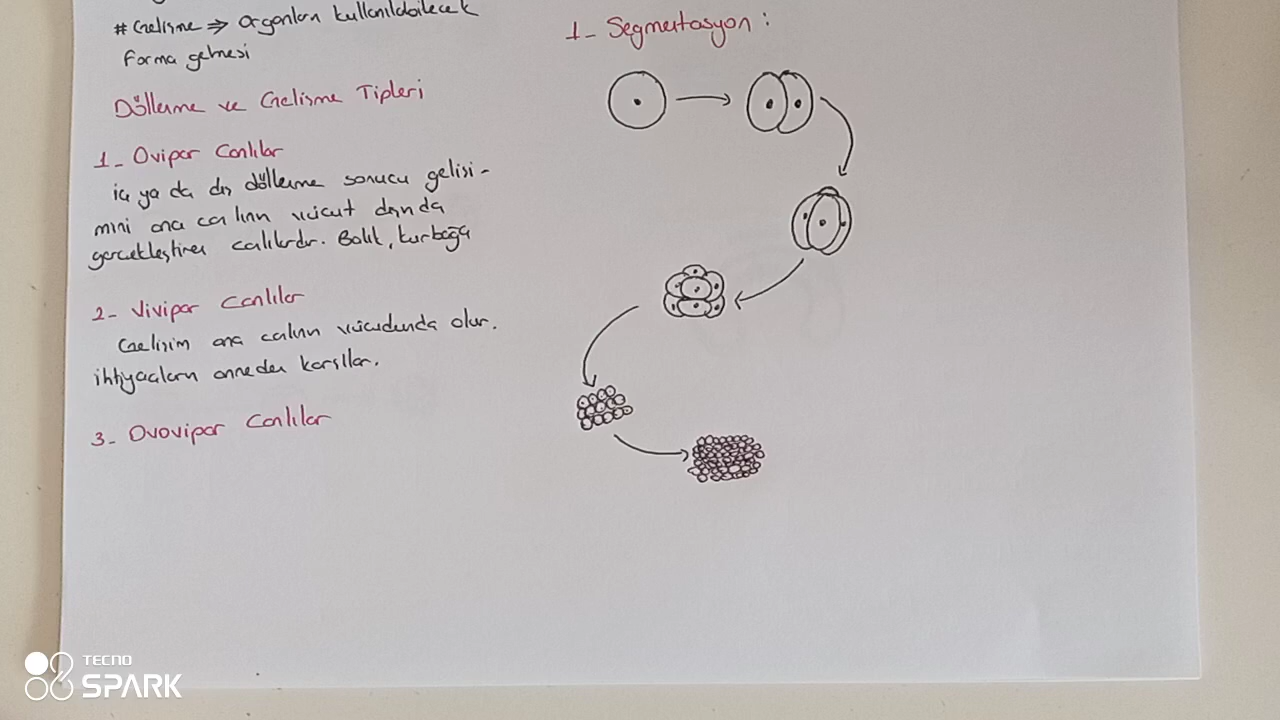 # Gelişme ⇒ Organların kullanılabilecek
forma gelmesi
Döllenme ve Gelişme Tipleri
1- Ovipar Canlılar
iç ya da dış döllenme sonucu gelişi-
mini ana canlının vücut dışında
gerçekleştiren canlılardır. Balık, kurbağa
2- Vivipar Canlılar
Gelişim ana canlının vücudunda olur.
ihtiyaçlarını anneden karşılar.
3- Ovovipar Canlılar
1- Segmentasyon :
TECNO
SPARK